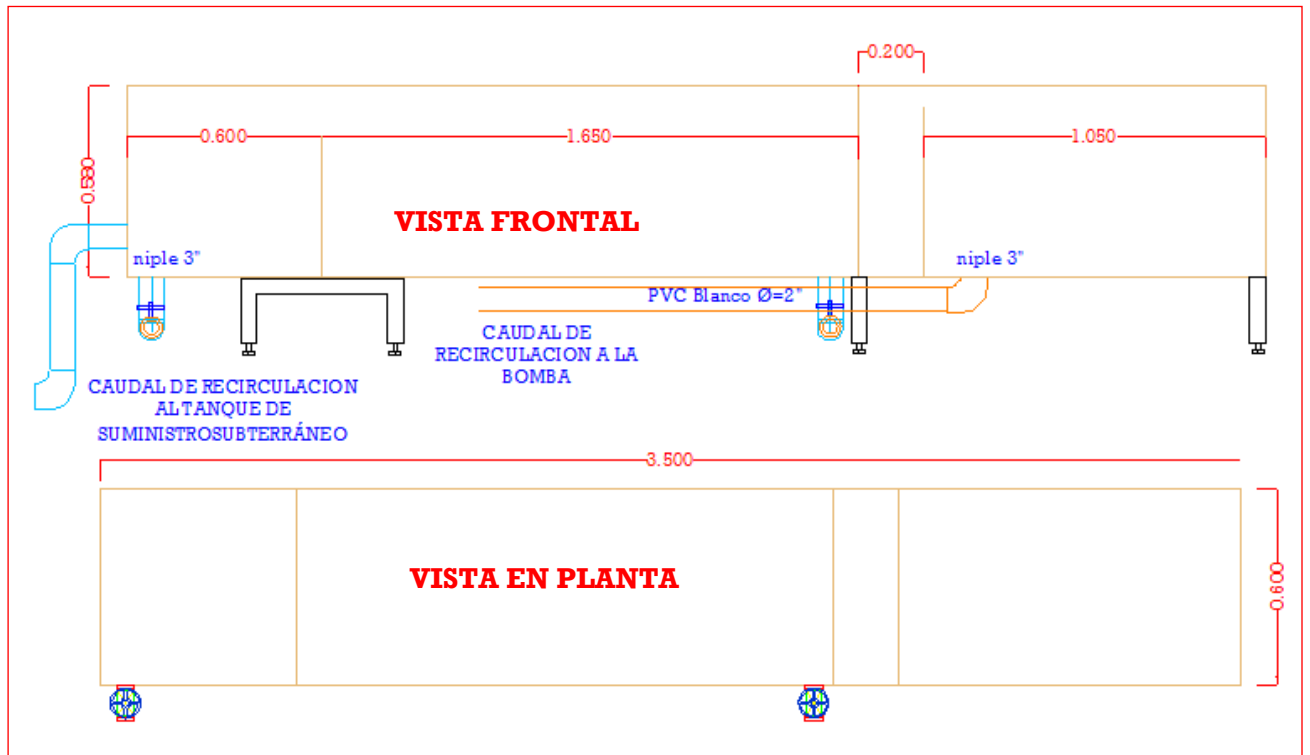 0.200
0.600
1.650
1.050
0.580
VISTA FRONTAL
niple 3"
niple 3"
PVC Blanco Ø=2"
CAUDAL DE
RECIRCULACION A LA
BOMBA
CAUDAL DE RECIRCULACION
AL TANQUE DE
SUMINISTROSUBTERRÁNEO
3.500
VISTA EN PLANTA
0.600